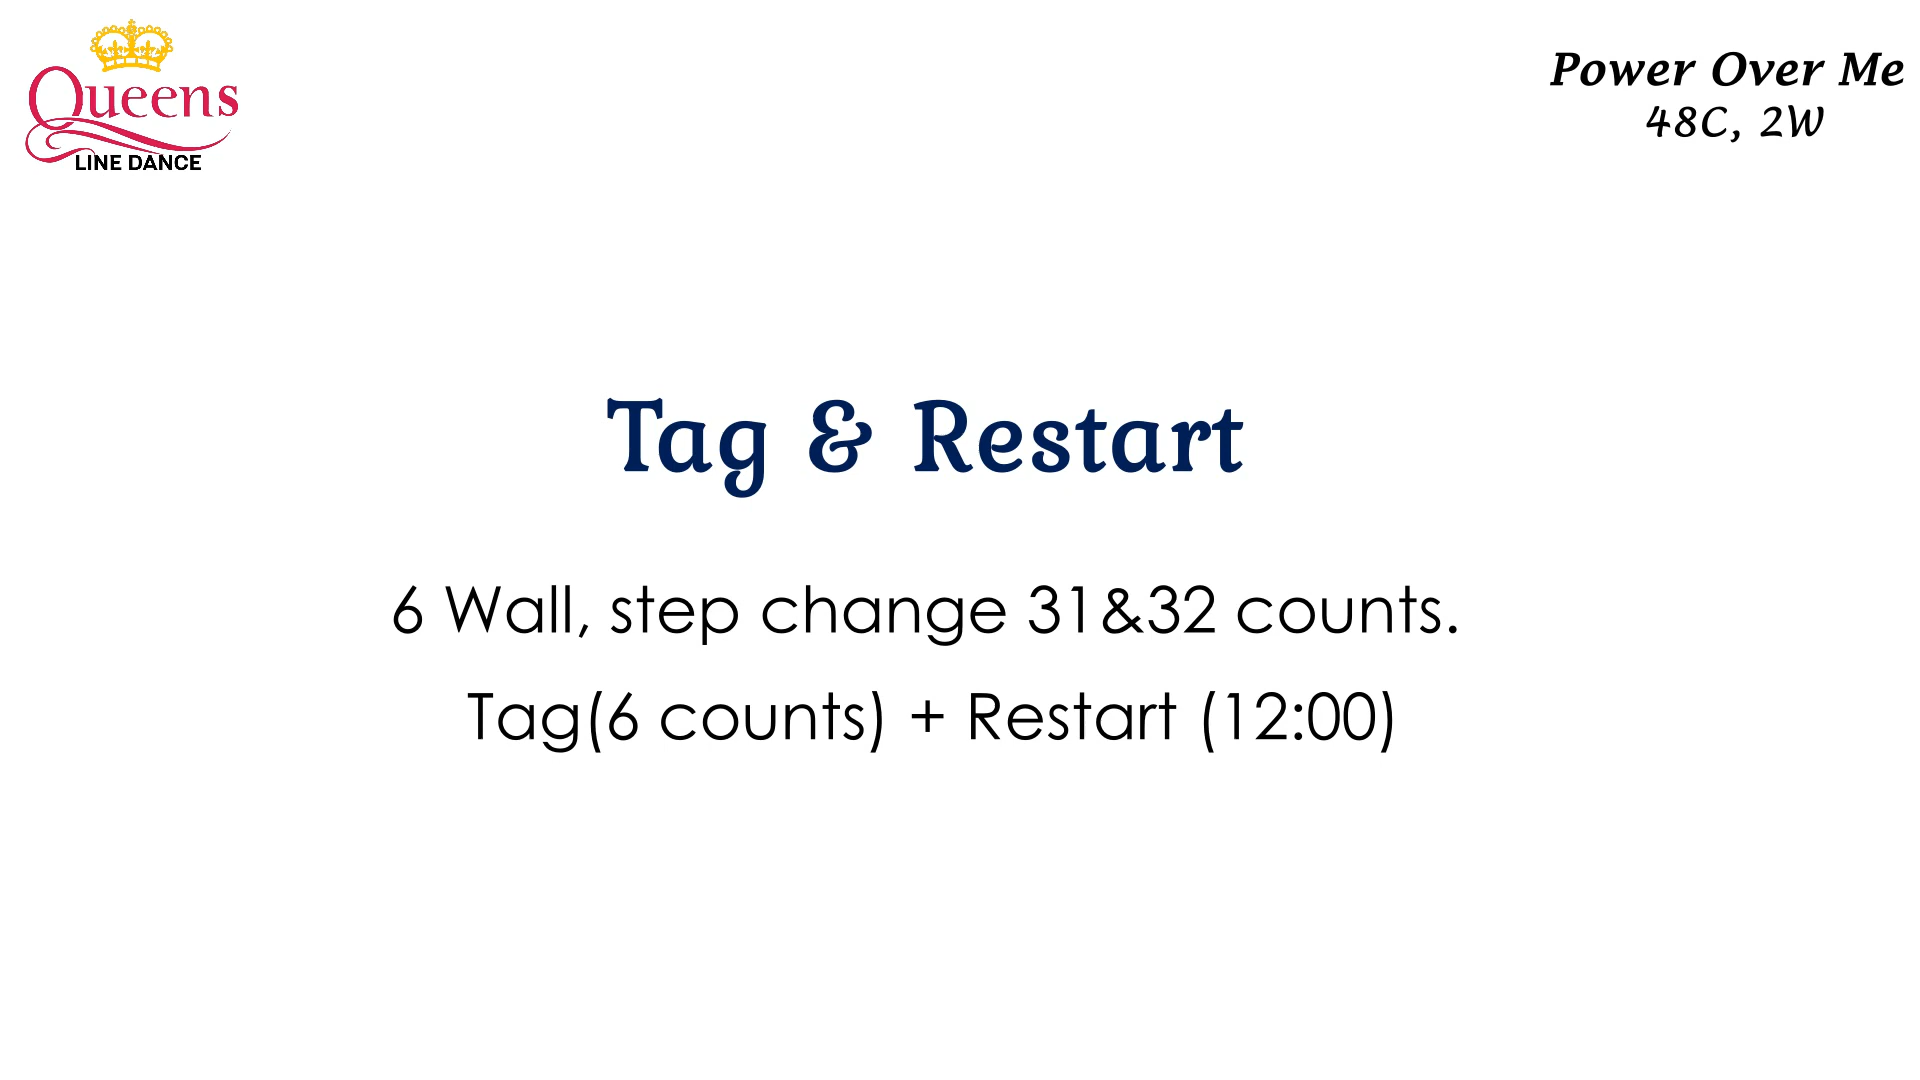 Queens
LINE DANCE
Power Over Me
48C, 2W
Tag & Restart
6 Wall, step change 31&32 counts.
Tag(6 counts) + Restart (12:00)